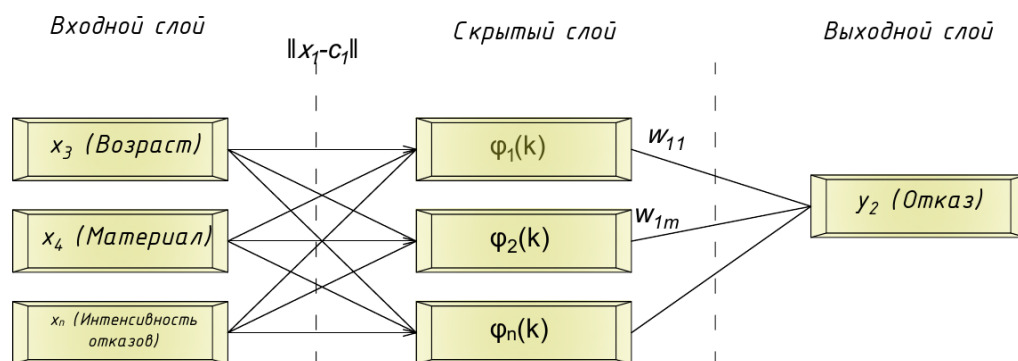 Входной слой
Скрытый слой
Выходной слой
||x₁-c₁||
x₃ (Возраст)
φ₁(k)
w₁₁
x₄ (Материал)
φ₂(k)
w₁ₘ
y₂ (Отказ)
xₙ (Интенсивность
отказов)
φₙ(k)